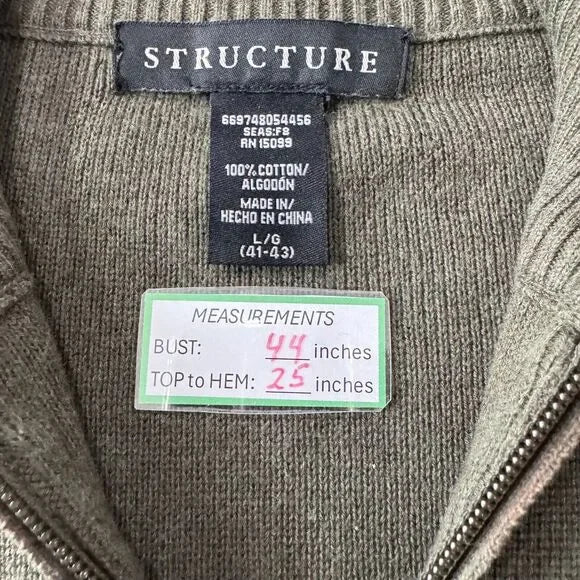 STRUCTURE
669748054456
SEAS:F8
RN 15099
100% COTTON/
ALGODÓN
MADE IN/
HECHO EN CHINA
L/G
(41-43)
MEASUREMENTS
BUST: 44 inches
TOP to HEM: 25 inches